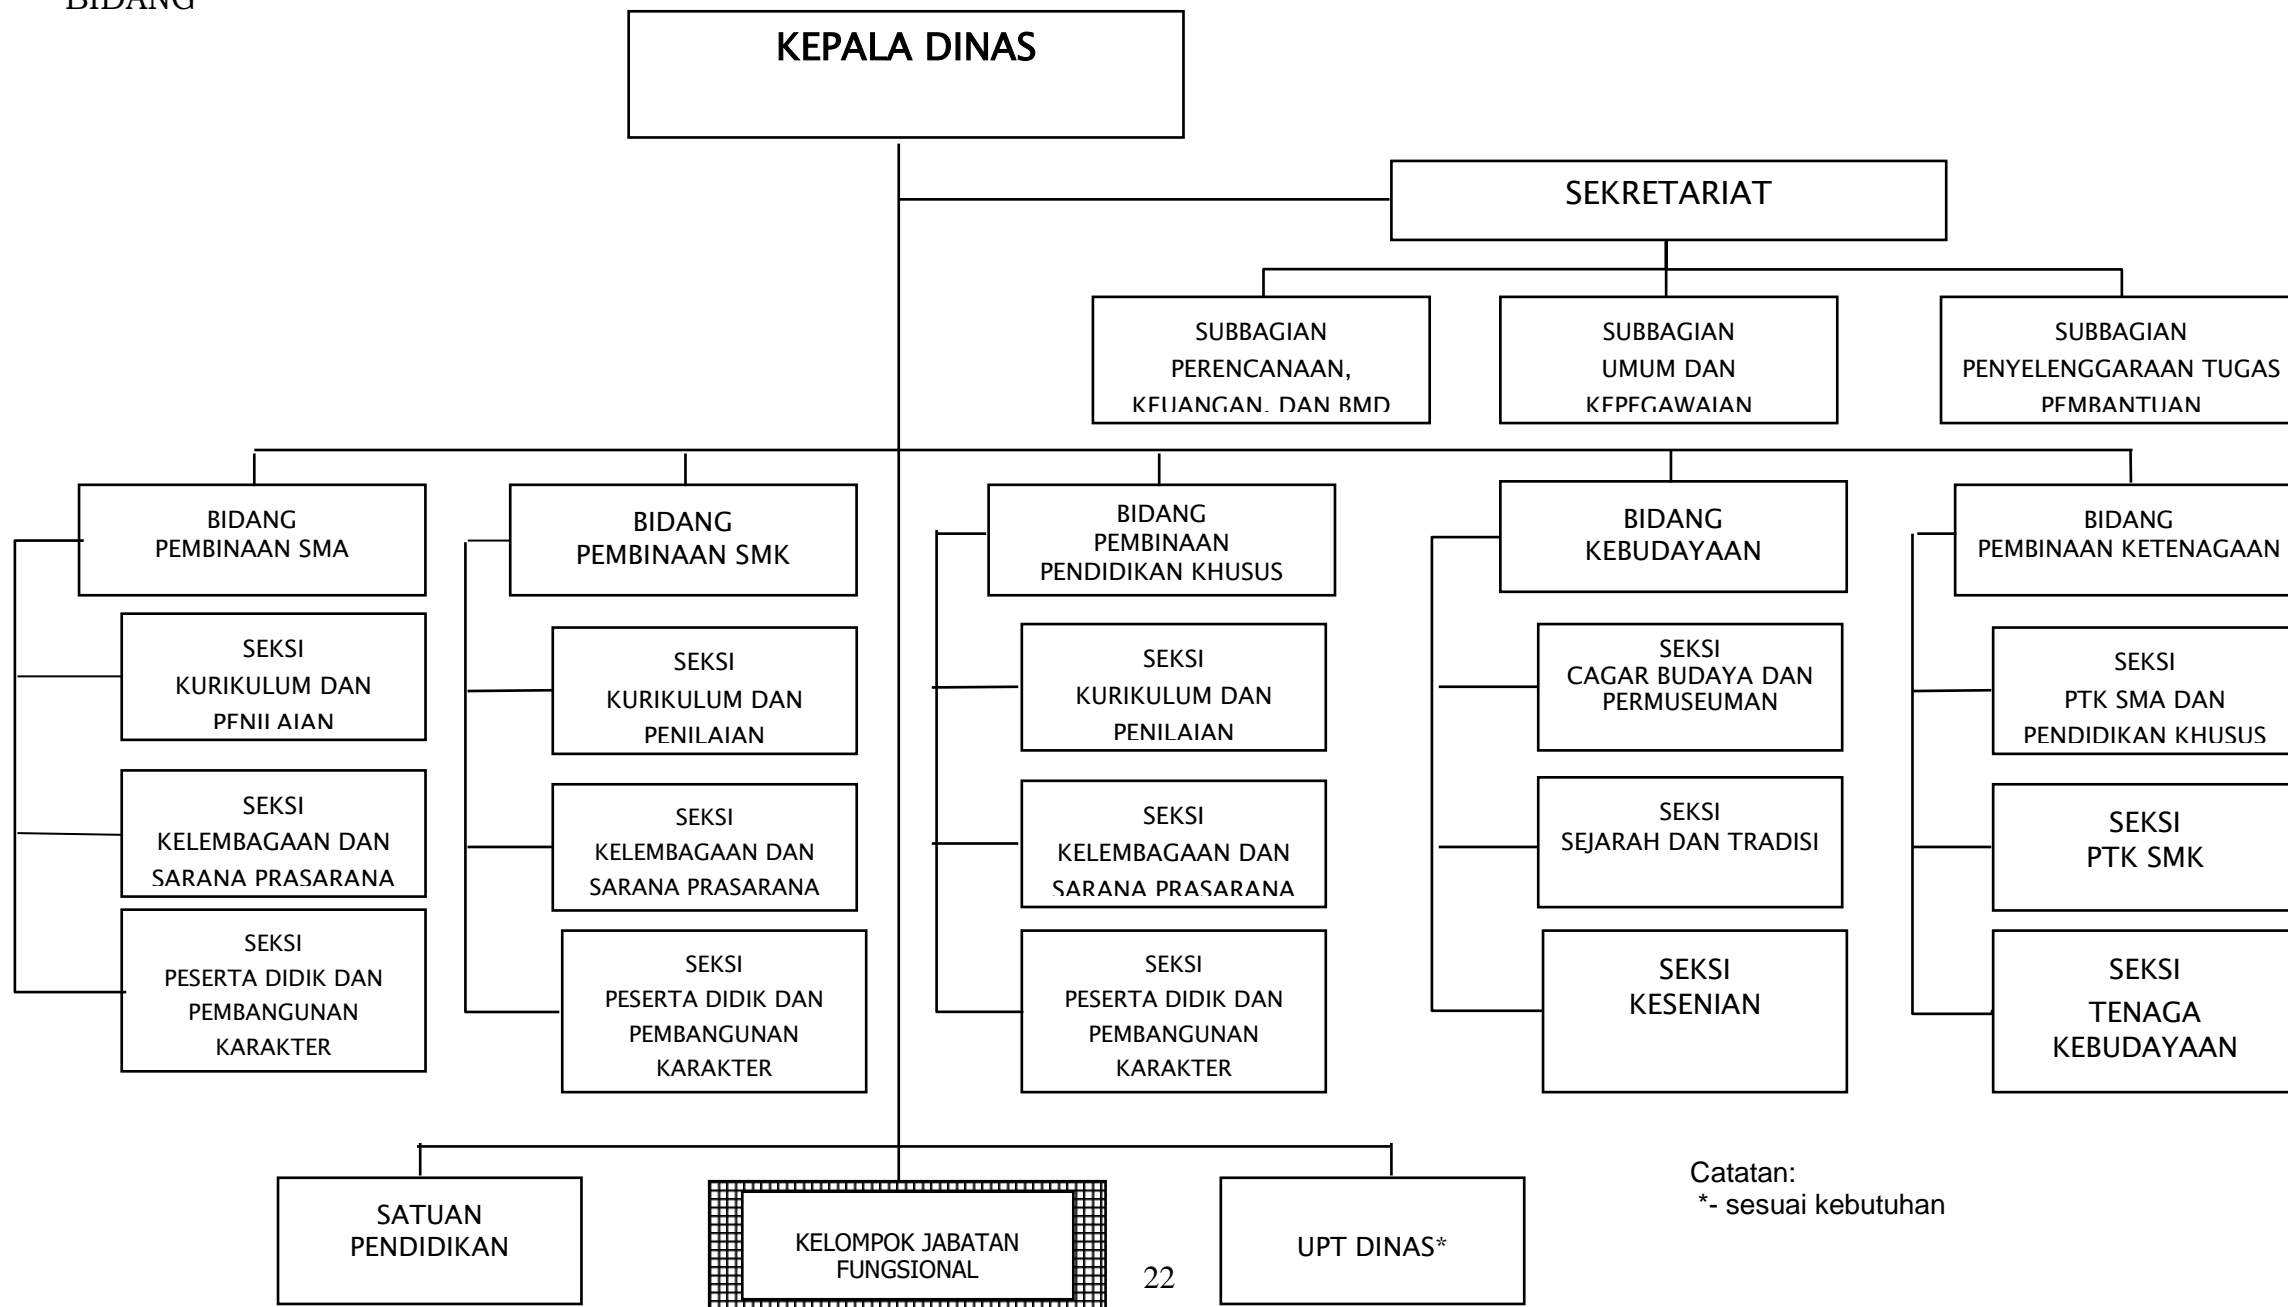 BIDANG
KEPALA DINAS
SEKRETARIAT
SUBBAGIAN
PERENCANAAN,
KEUANGAN, DAN BMD
SUBBAGIAN
UMUM DAN
KEPEGAWAIAN
SUBBAGIAN
PENYELENGGARAAN TUGAS
PEMBANTUAN
BIDANG
PEMBINAAN SMA
BIDANG
PEMBINAAN SMK
BIDANG
PEMBINAAN
PENDIDIKAN KHUSUS
BIDANG
KEBUDAYAAN
BIDANG
PEMBINAAN KETENAGAAN
SEKSI
KURIKULUM DAN
PENILAIAN
SEKSI
KURIKULUM DAN
PENILAIAN
SEKSI
KURIKULUM DAN
PENILAIAN
SEKSI
CAGAR BUDAYA DAN
PERMUSEUMAN
SEKSI
PTK SMA DAN
PENDIDIKAN KHUSUS
SEKSI
KELEMBAGAAN DAN
SARANA PRASARANA
SEKSI
KELEMBAGAAN DAN
SARANA PRASARANA
SEKSI
KELEMBAGAAN DAN
SARANA PRASARANA
SEKSI
SEJARAH DAN TRADISI
SEKSI
PTK SMK
SEKSI
PESERTA DIDIK DAN
PEMBANGUNAN
KARAKTER
SEKSI
PESERTA DIDIK DAN
PEMBANGUNAN
KARAKTER
SEKSI
PESERTA DIDIK DAN
PEMBANGUNAN
KARAKTER
SEKSI
KESENIAN
SEKSI
TENAGA
KEBUDAYAAN
SATUAN
PENDIDIKAN
KELOMPOK JABATAN
FUNGSIONAL
UPT DINAS*
Catatan:
*- sesuai kebutuhan
22